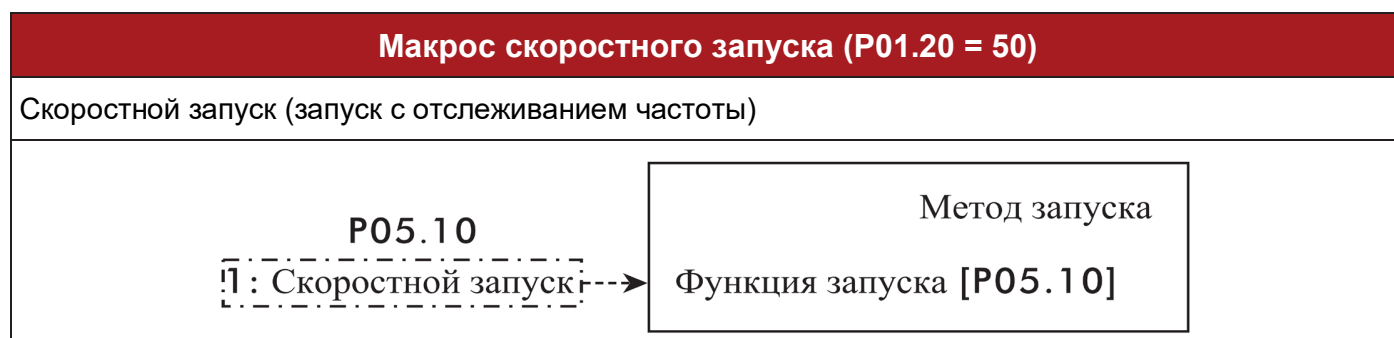 Макрос скоростного запуска (P01.20 = 50)
Скоростной запуск (запуск с отслеживанием частоты)
Метод запуска
P05.10
1: Скоростной запуск
Функция запуска [P05.10]